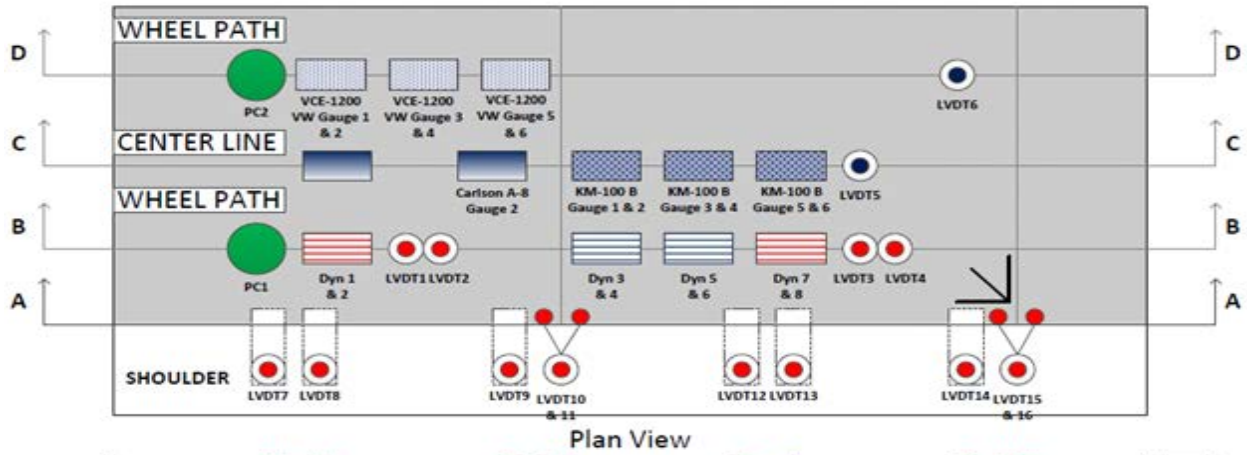 WHEEL PATH
D
D
PC2
VCE-1200
VW Gauge 1
& 2
VCE-1200
VW Gauge 3
& 4
VCE-1200
VW Gauge 5
& 6
LVDT6
C
CENTER LINE
C
Carlson A-8
Gauge 2
KM-100 B
Gauge 1 & 2
KM-100 B
Gauge 3 & 4
KM-100 B
Gauge 5 & 6
LVDT5
WHEEL PATH
B
B
PC1
Dyn 1
& 2
LVDT1
LVDT2
Dyn 3
& 4
Dyn 5
& 6
Dyn 7
& 8
LVDT3
LVDT4
A
A
SHOULDER
LVDT7
LVDT8
LVDT9
LVDT10
& 11
LVDT12
LVDT13
LVDT14
LVDT15
& 16
Plan View